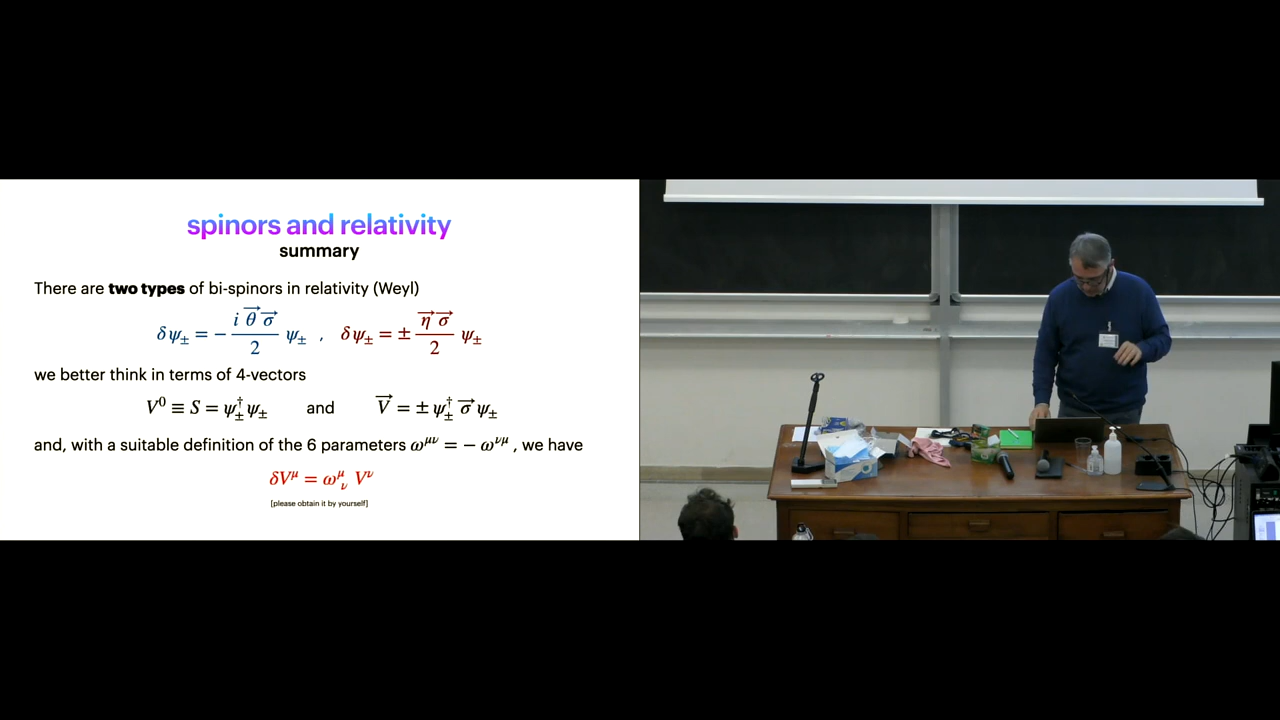 spinors and relativity
summary
There are two types of bi-spinors in relativity (Weyl)
δψ± = − i θ⃗ σ⃗ / 2 ψ± , δψ± = ± η⃗ σ⃗ / 2 ψ±
we better think in terms of 4-vectors
V⁰ ≡ S = ψ±† ψ± and V⃗ = ± ψ±† σ⃗ ψ±
and, with a suitable definition of the 6 parameters ω^μν = − ω^νμ , we have
δV^μ = ω^μ_ν V^ν
[please obtain it by yourself]